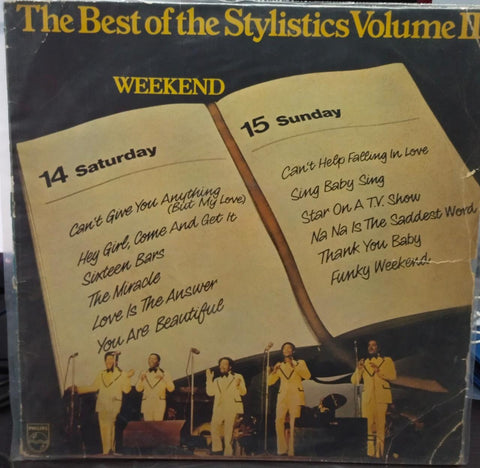 The Best of the Stylistics Volume II
WEEKEND
14 Saturday
Can't Give You Anything
(But My Love)
Hey Girl, Come And Get It
Sixteen Bars
The Miracle
Love Is The Answer
You Are Beautiful
15 Sunday
Can't Help Falling In Love
Sing Baby Sing
Star On A T.V. Show
Na Na Is The Saddest Word
Thank You Baby
Funky Weekend
PHILIPS